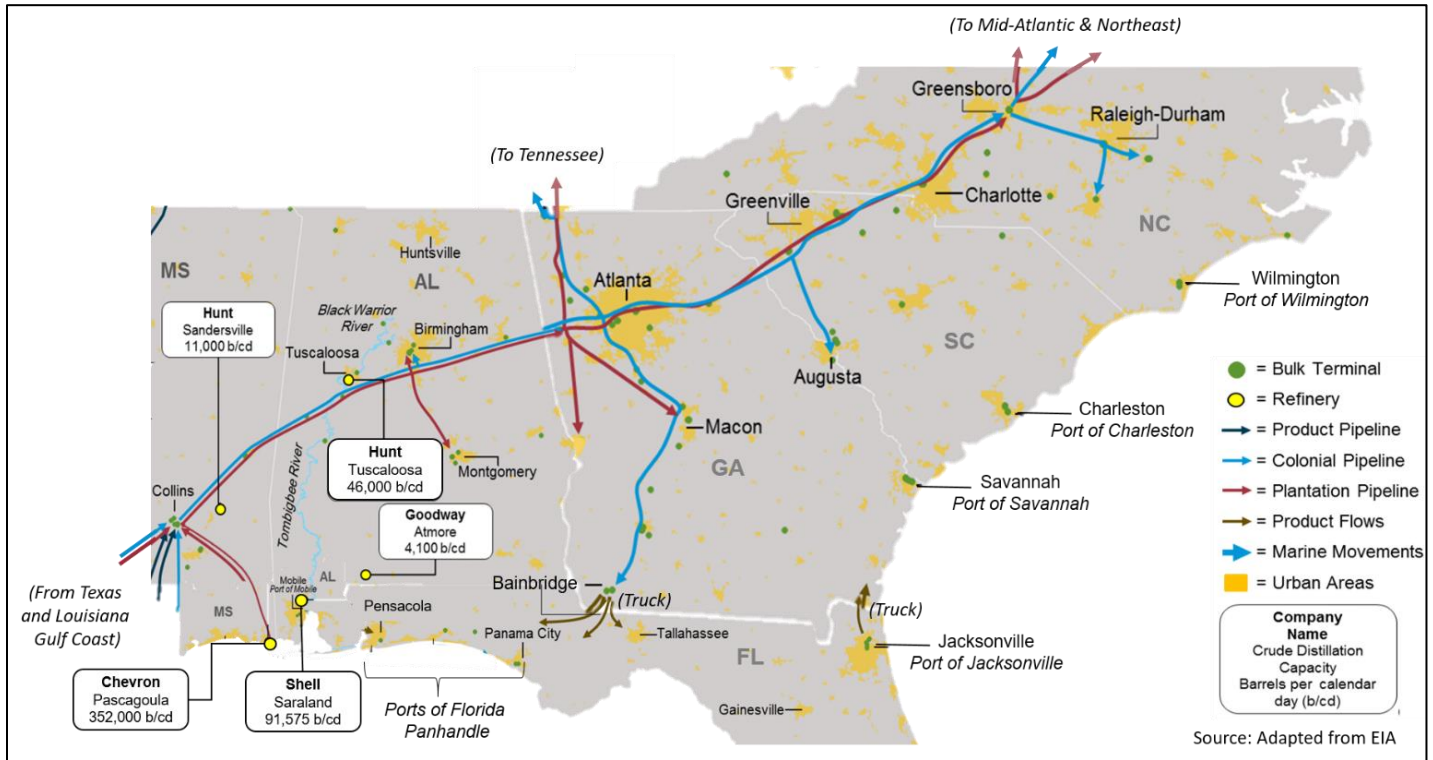 (To Mid-Atlantic & Northeast)
Greensboro
Raleigh-Durham
(To Tennessee)
Charlotte
Greenville
NC
Huntsville
MS
AL
Atlanta
Wilmington
Port of Wilmington
Hunt
Sandersville
11,000 b/cd
Black Warrior
River
Birmingham
Tuscaloosa
SC
Augusta
Charleston
Port of Charleston
Macon
GA
Hunt
Tuscaloosa
46,000 b/cd
Montgomery
Savannah
Port of Savannah
Collins
Tombigbee River
Goodway
Atmore
4,100 b/cd
(From Texas
and Louisiana
Gulf Coast)
MS
Mobile
Port of Mobile
AL
Pensacola
Bainbridge
(Truck)
Panama City
Tallahassee
(Truck)
Jacksonville
Port of Jacksonville
FL
Gainesville
Chevron
Pascagoula
352,000 b/cd
Shell
Saraland
91,575 b/cd
Ports of Florida
Panhandle
= Bulk Terminal
= Refinery
= Product Pipeline
= Colonial Pipeline
= Plantation Pipeline
= Product Flows
= Marine Movements
= Urban Areas
Company
Name
Crude Distillation
Capacity
Barrels per calendar
day (b/cd)
Source: Adapted from EIA